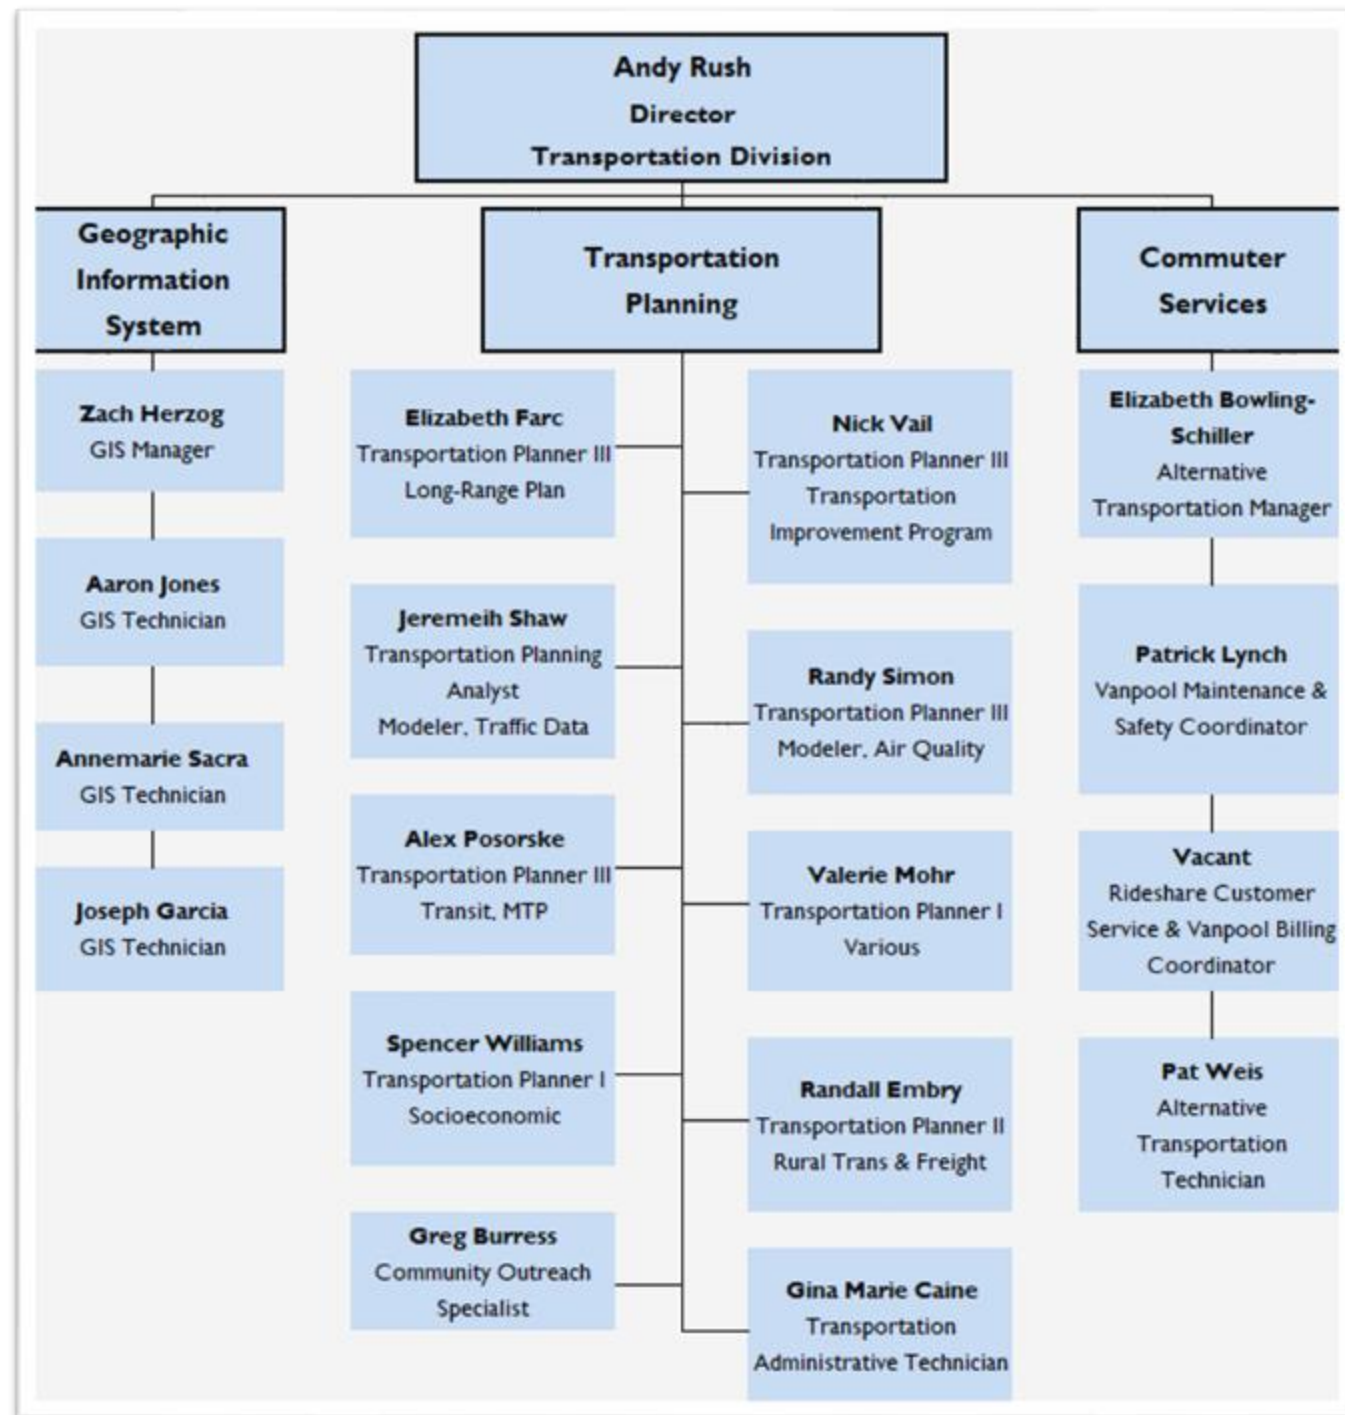 Andy Rush
Director
Transportation Division
Geographic
Information
System
Zach Herzog
GIS Manager
Aaron Jones
GIS Technician
Annemarie Sacra
GIS Technician
Joseph Garcia
GIS Technician
Transportation
Planning
Elizabeth Farc
Transportation Planner III
Long-Range Plan
Jeremeih Shaw
Transportation Planning
Analyst
Modeler, Traffic Data
Alex Posorske
Transportation Planner III
Transit, MTP
Spencer Williams
Transportation Planner I
Socioeconomic
Greg Burress
Community Outreach
Specialist
Nick Vail
Transportation Planner III
Transportation
Improvement Program
Randy Simon
Transportation Planner III
Modeler, Air Quality
Valerie Mohr
Transportation Planner I
Various
Randall Embry
Transportation Planner II
Rural Trans & Freight
Gina Marie Caine
Transportation
Administrative Technician
Commuter
Services
Elizabeth Bowling-
Schiller
Alternative
Transportation Manager
Patrick Lynch
Vanpool Maintenance &
Safety Coordinator
Vacant
Rideshare Customer
Service & Vanpool Billing
Coordinator
Pat Weis
Alternative
Transportation
Technician